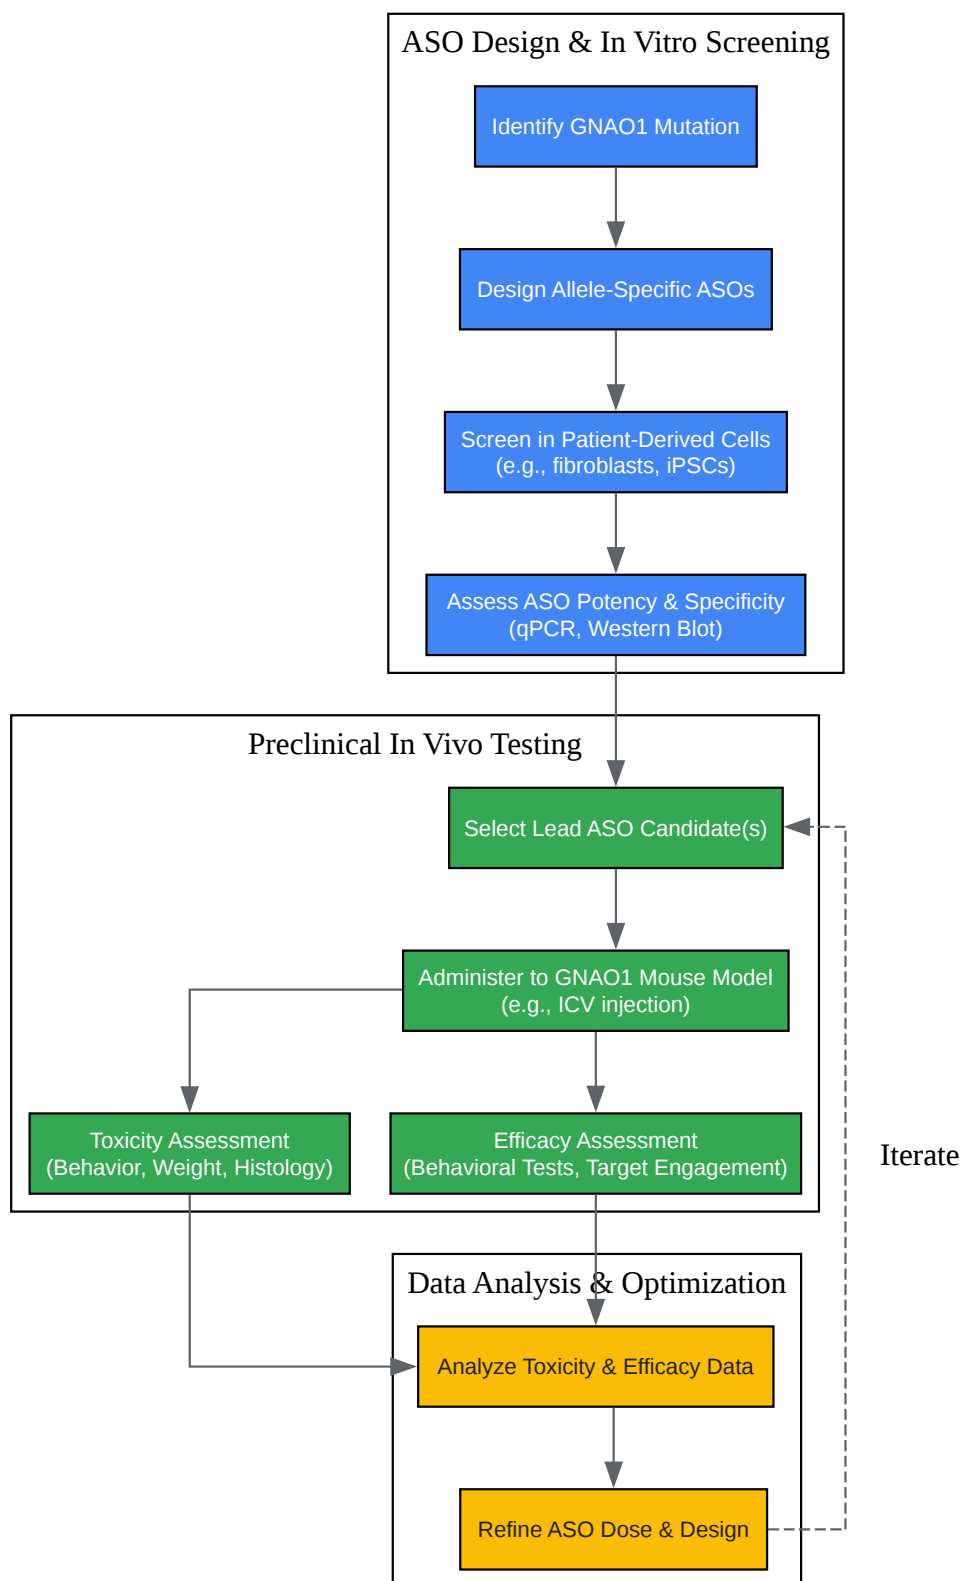 ASO Design & In Vitro Screening
Identify GNAO1 Mutation
Design Allele-Specific ASOs
Screen in Patient-Derived Cells
(e.g., fibroblasts, iPSCs)
Assess ASO Potency & Specificity
(qPCR, Western Blot)
Preclinical In Vivo Testing
Select Lead ASO Candidate(s)
Administer to GNAO1 Mouse Model
(e.g., ICV injection)
Toxicity Assessment
(Behavior, Weight, Histology)
Efficacy Assessment
(Behavioral Tests, Target Engagement)
Iterate
Data Analysis & Optimization
Analyze Toxicity & Efficacy Data
Refine ASO Dose & Design